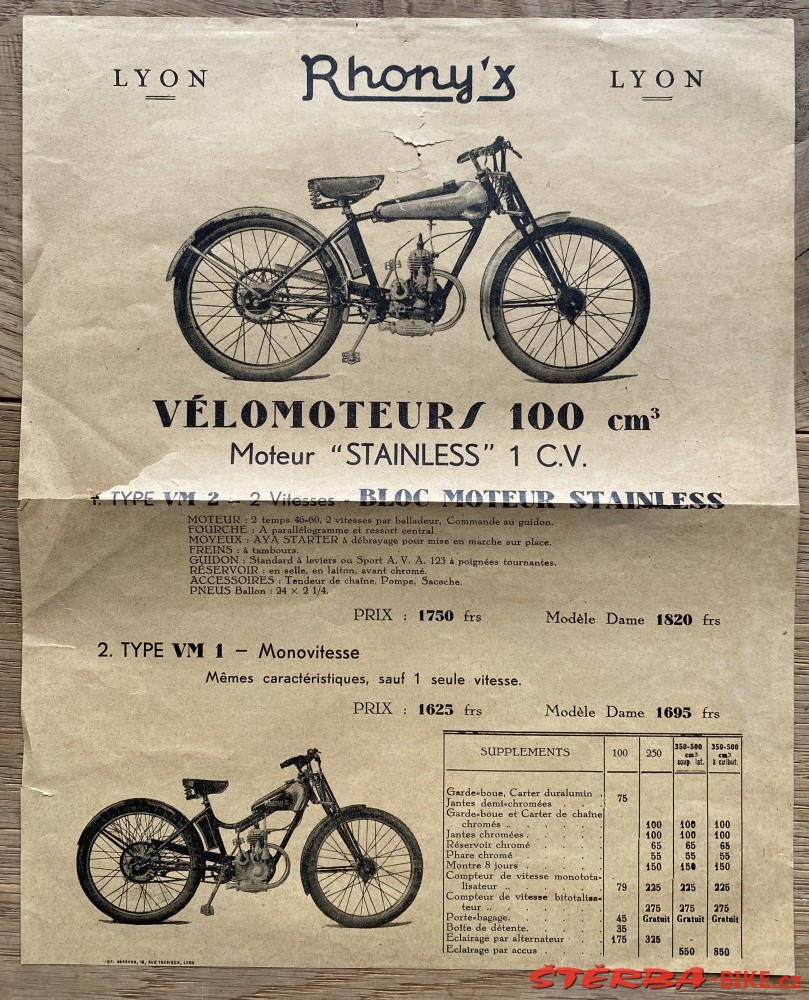 LYON Rhony'x LYON
VÉLOMOTEURS 100 cm³
Moteur "STAINLESS" 1 C.V.
1. TYPE VM 2 - 2 Vitesses - BLOC MOTEUR STAINLESS
MOTEUR : 2 temps 46=60, 2 vitesses par balladeur, Commande au guidon.
FOURCHE : A parallélogramme et ressort central
MOYEUX : AYA STARTER à débrayage pour mise en marche sur place.
FREINS : à tambours.
GUIDON : Standard à leviers ou Sport A. V. A. 123 à poignées tournantes.
RÉSERVOIR : en selle, en laiton, avant chromé.
ACCESSOIRES : Tendeur de chaîne, Pompe, Sacoche.
PNEUS Ballon : 24 × 2 1/4.
PRIX : 1750 frs Modèle Dame 1820 frs
2. TYPE VM 1 – Monovitesse
Mêmes caractéristiques, sauf 1 seule vitesse.
PRIX : 1625 frs Modèle Dame 1695 frs
SUPPLEMENTS 100 250 350-500 cm³ soup. lat. 350-500 cm³ à culbut.
Garde=boue, Carter duralumin .
Jantes demi=chromées . . . 75
Garde=boue et Carter de chaîne
chromés .. . . . . . 100 100 100
Jantes chromées . . . . . 100 100 100
Réservoir chromé . . . . 65 65 65
Phare chromé . . . . . 55 55 55
Montre 8 jours . . . . . 150 150 150
Compteur de vitesse monotota=
lisateur .. . . . . . 79 225 225 225
Compteur de vitesse bitotalisa=
teur .. . . . . . . 275 275 275
Porte=bagage. . . . . . 45 Gratuit Gratuit Gratuit
Boîte de détente. . . . . 35
Eclairage par alternateur . . 175 325 -
Eclairage par accus . . . . 550 850
Rhony'x
LYON
ŠTĚRBA-BIKE.cz